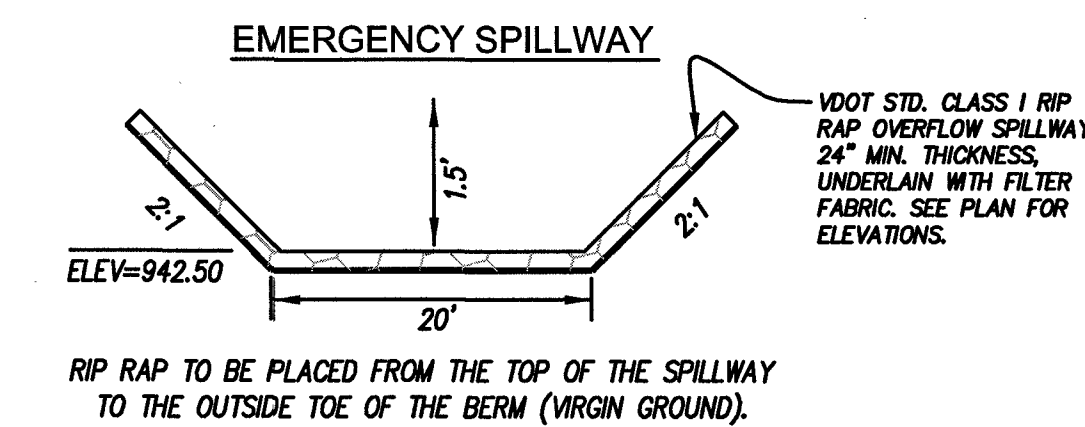 EMERGENCY SPILLWAY
VDOT STD. CLASS I RIP
RAP OVERFLOW SPILLWAY
24" MIN. THICKNESS,
UNDERLAIN WITH FILTER
FABRIC. SEE PLAN FOR
ELEVATIONS.
1.5'
2:1
2:1
ELEV=942.50
20'
RIP RAP TO BE PLACED FROM THE TOP OF THE SPILLWAY
TO THE OUTSIDE TOE OF THE BERM (VIRGIN GROUND).